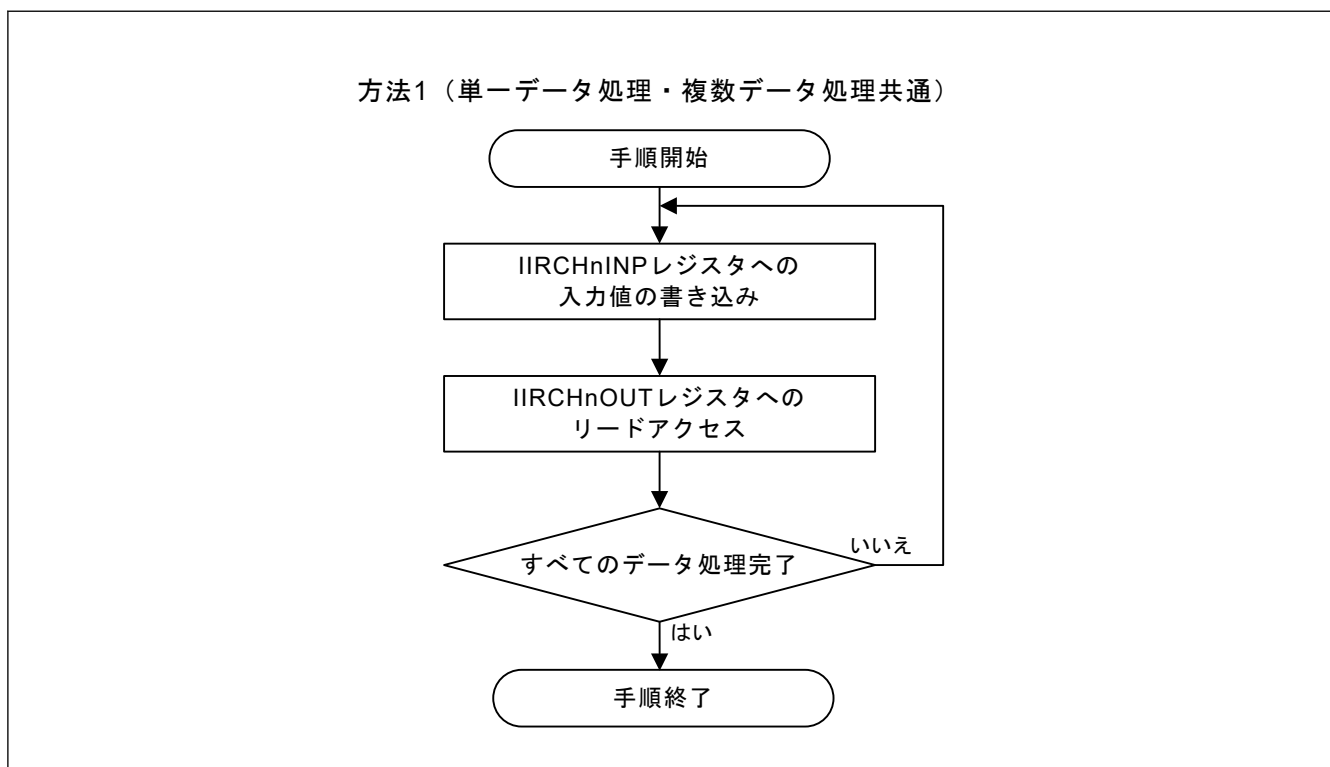 方法1（単一データ処理・複数データ処理共通）
手順開始
IIRCHnINPレジスタへの
入力値の書き込み
IIRCHnOUTレジスタへの
リードアクセス
すべてのデータ処理完了
いいえ
はい
手順終了